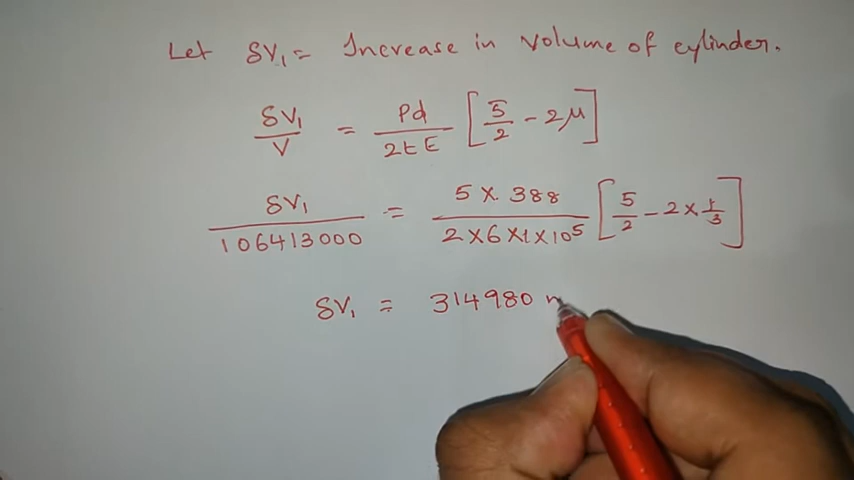 Let δV₁ = Increase in Volume of cylinder.
δV₁/V = Pd/2tE [5/2 - 2μ]
δV₁/106413000 = 5 × 388/2×6×1×10⁵ [5/2 - 2 × 1/3]
δV₁ = 314980